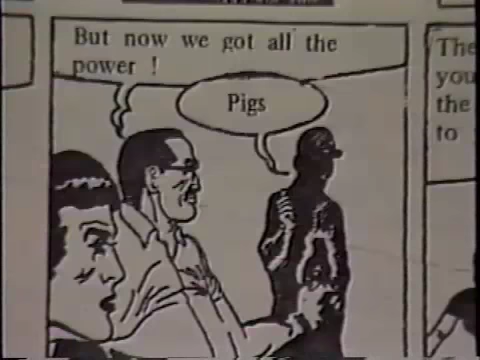 But now we got all the
power !
Pigs
The
you
the
to